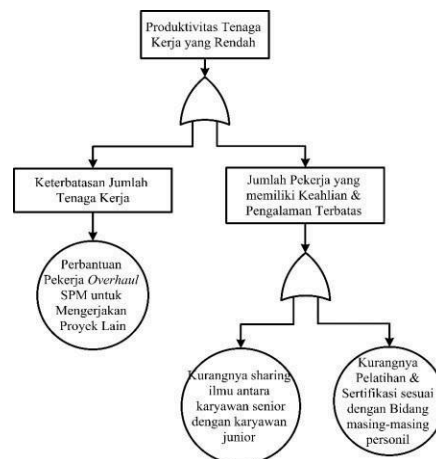 Produktivitas Tenaga
Kerja yang Rendah
Keterbatasan Jumlah
Tenaga Kerja
Jumlah Pekerja yang
memiliki Keahlian &
Pengalaman Terbatas
Perbantuan
Pekerja Overhaul
SPM untuk
Mengerjakan
Proyek Lain
Kurangnya sharing
ilmu antara
karyawan senior
dengan karyawan
junior
Kurangnya
Pelatihan &
Sertifikasi sesuai
dengan Bidang
masing-masing
personil